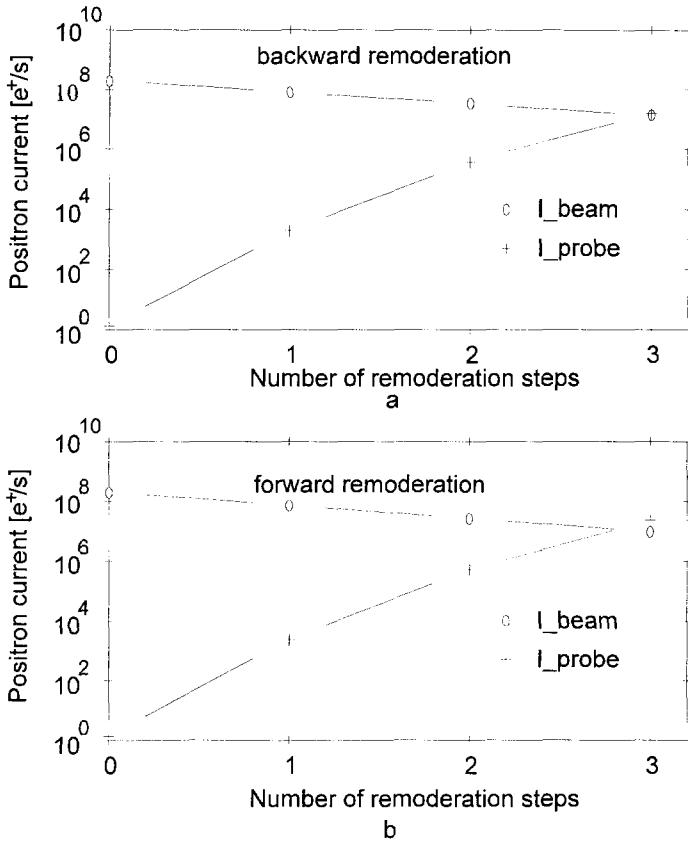 10^10
10^8
10^6
10^4
10^2
10^0
Positron current [e⁺/s]
backward remoderation
I_beam
I_probe
0 1 2 3
Number of remoderation steps
a
10^10
10^8
10^6
10^4
10^2
10^0
Positron current [e⁺/s]
forward remoderation
I_beam
I_probe
0 1 2 3
Number of remoderation steps
b